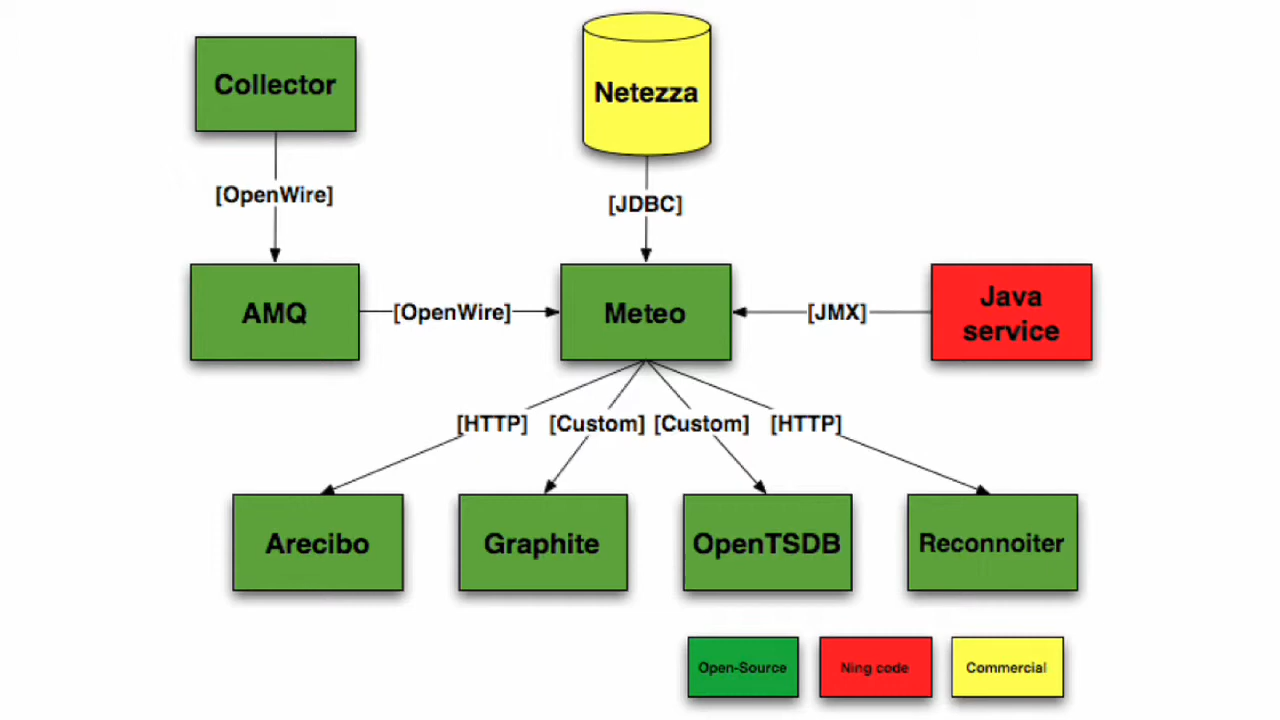 Collector
Netezza
[OpenWire]
[JDBC]
AMQ
[OpenWire]
Meteo
[JMX]
Java
service
[HTTP]
[Custom]
[Custom]
[HTTP]
Arecibo
Graphite
OpenTSDB
Reconnoiter
Open-Source
Ning code
Commercial